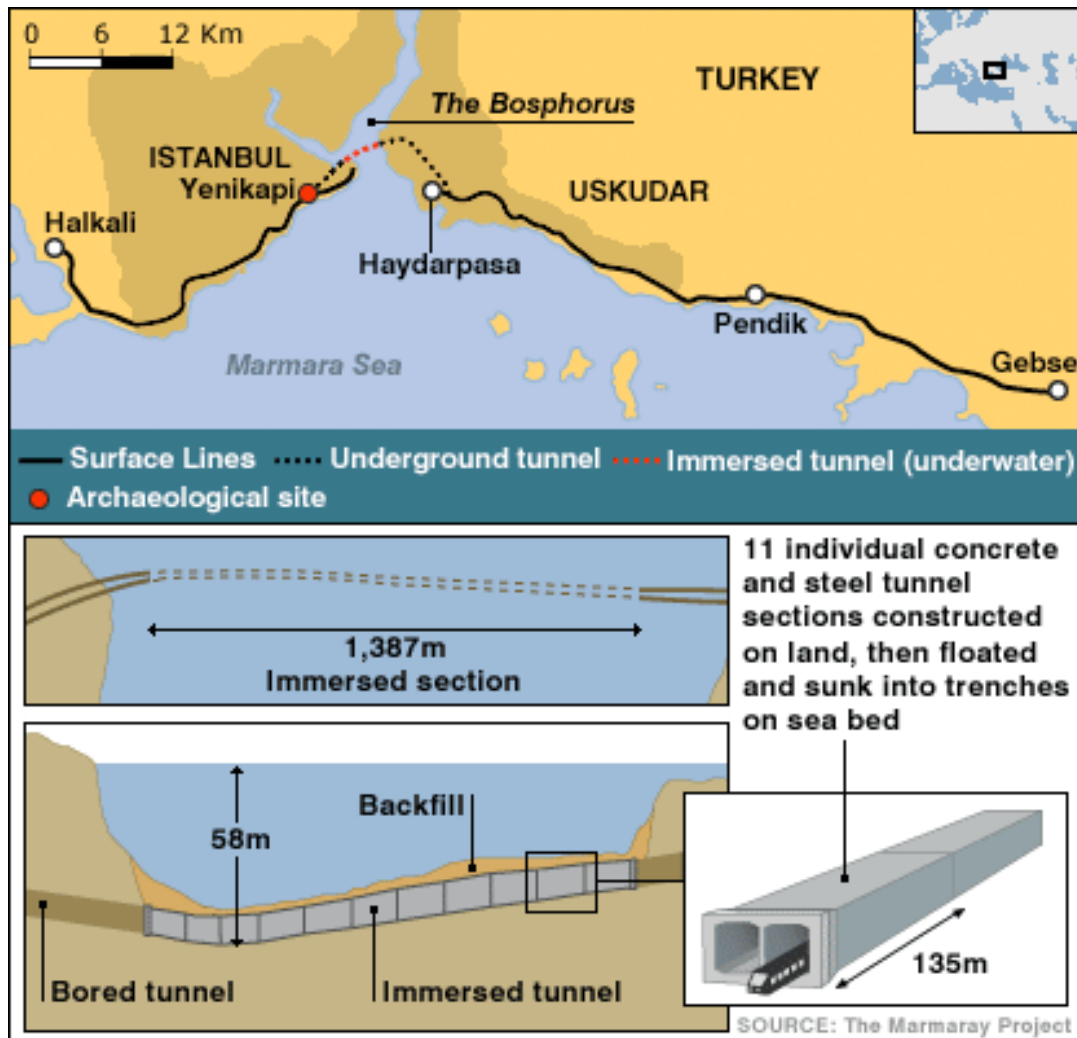 0 6 12 Km
TURKEY
The Bosphorus
ISTANBUL
Yenikapi
USKUDAR
Halkali
Haydarpasa
Pendik
Gebse
Marmara Sea
Surface Lines Underground tunnel Immersed tunnel (underwater)
Archaeological site
1,387m
Immersed section
11 individual concrete
and steel tunnel
sections constructed
on land, then floated
and sunk into trenches
on sea bed
Backfill
58m
Bored tunnel
Immersed tunnel
135m
SOURCE: The Marmaray Project